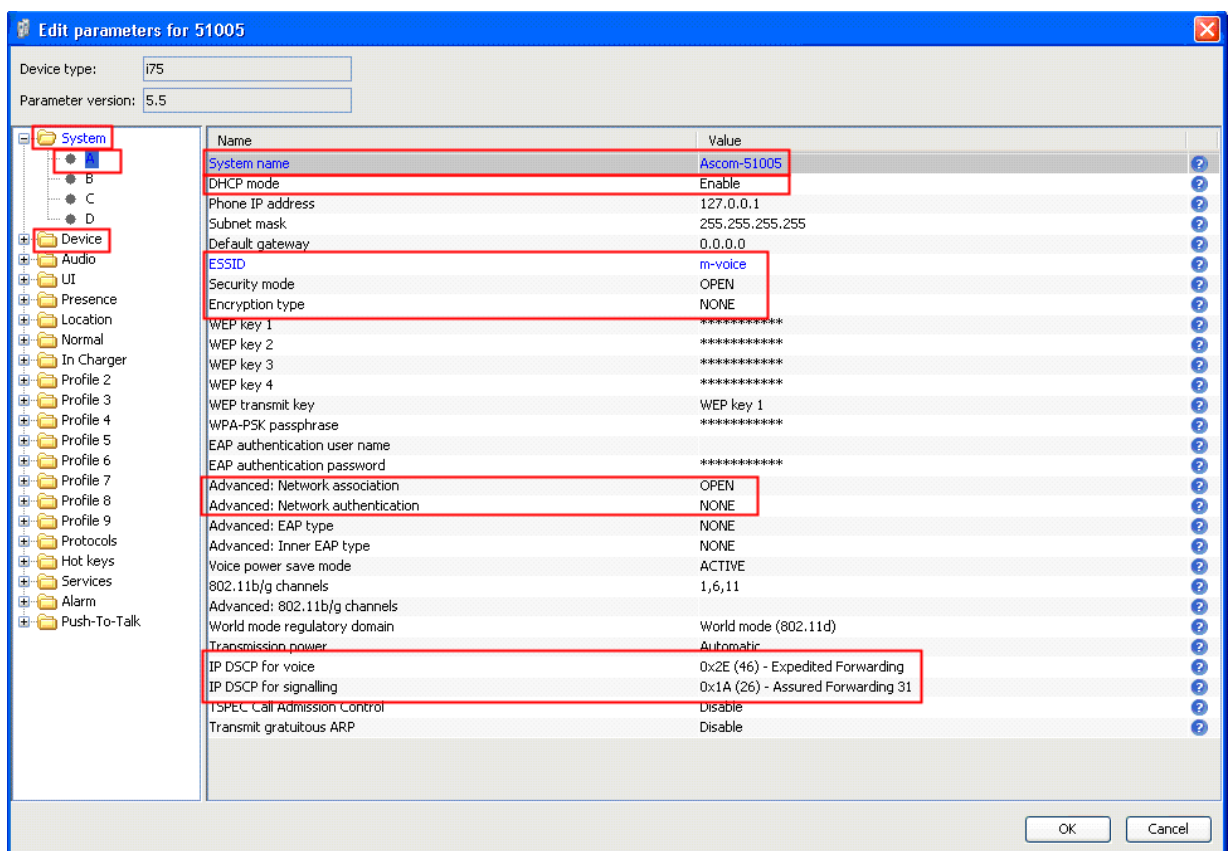 Edit parameters for 51005
Device type: i75
Parameter version: 5.5
System
A
B
C
D
Device
Audio
UI
Presence
Location
Normal
In Charger
Profile 2
Profile 3
Profile 4
Profile 5
Profile 6
Profile 7
Profile 8
Profile 9
Protocols
Hot keys
Services
Alarm
Push-To-Talk
Name Value
System name Ascom-51005
DHCP mode Enable
Phone IP address 127.0.0.1
Subnet mask 255.255.255.255
Default gateway 0.0.0.0
ESSID m-voice
Security mode OPEN
Encryption type NONE
WEP key 1 ***********
WEP key 2 ***********
WEP key 3 ***********
WEP key 4 ***********
WEP transmit key WEP key 1
WPA-PSK passphrase ***********
EAP authentication user name
EAP authentication password ***********
Advanced: Network association OPEN
Advanced: Network authentication NONE
Advanced: EAP type NONE
Advanced: Inner EAP type NONE
Voice power save mode ACTIVE
802.11b/g channels 1,6,11
Advanced: 802.11b/g channels
World mode regulatory domain World mode (802.11d)
Transmission power Automatic
IP DSCP for voice 0x2E (46) - Expedited Forwarding
IP DSCP for signalling 0x1A (26) - Assured Forwarding 31
TSPEC Call Admission Control Disable
Transmit gratuitous ARP Disable
OK Cancel